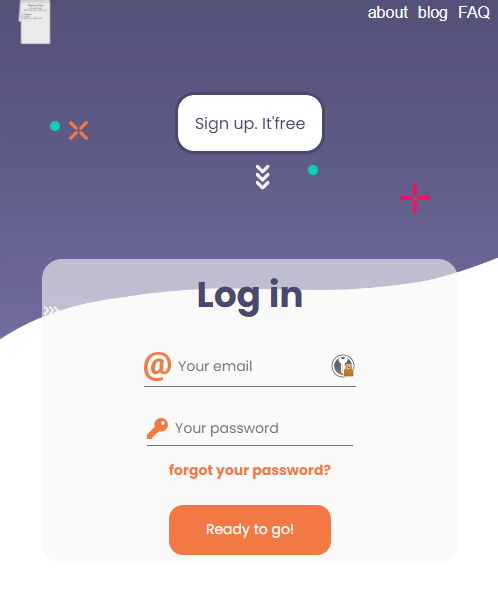 about blog FAQ
Sign up. It'free
Log in
@ Your email
Your password
forgot your password?
Ready to go!